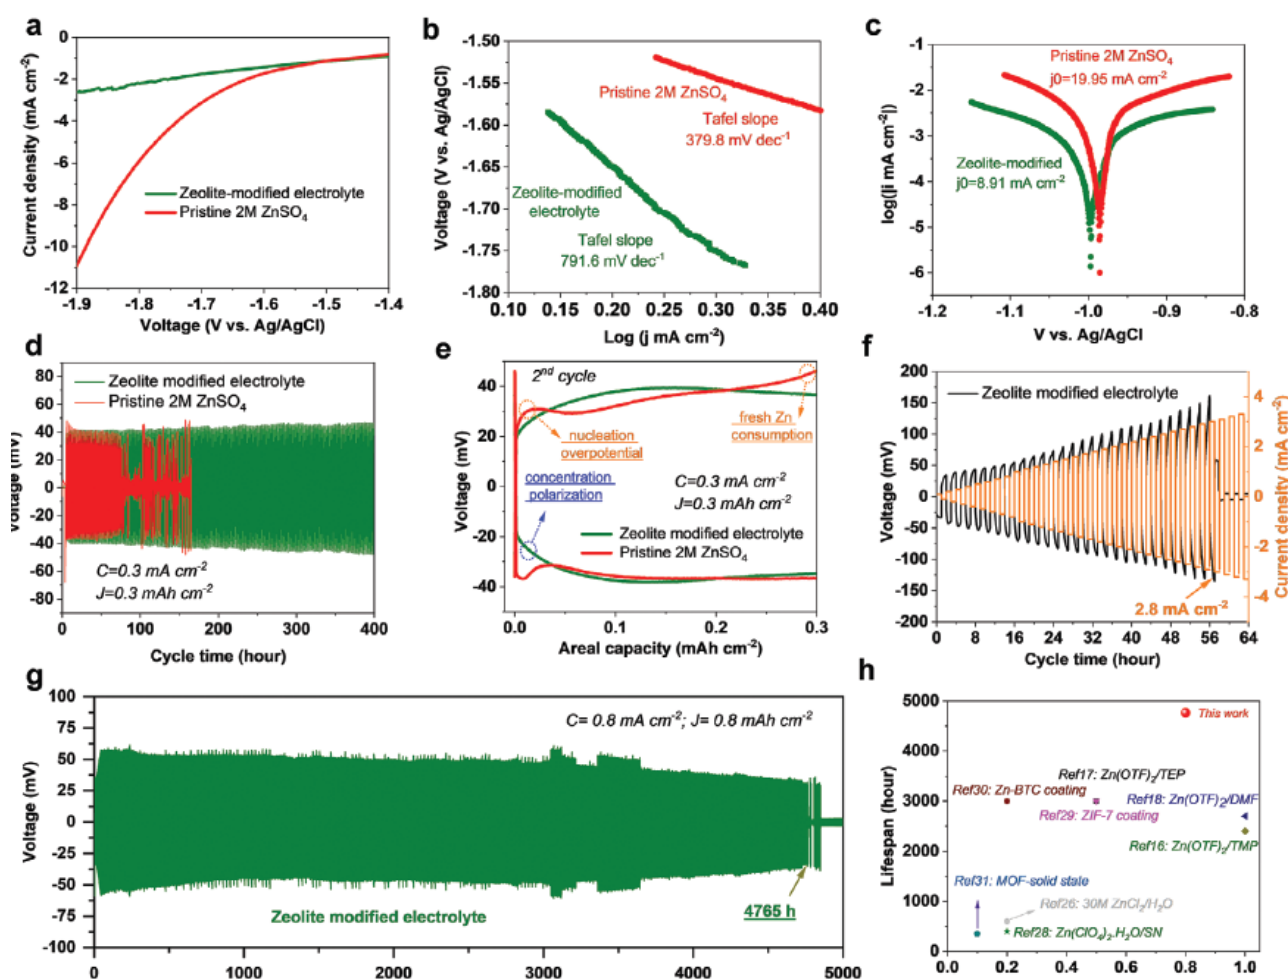 a
Current density (mA cm⁻²)
0
-2
-4
-6
-8
-10
-12
Zeolite-modified electrolyte
Pristine 2M ZnSO₄
-1.9 -1.8 -1.7 -1.6 -1.5 -1.4
Voltage (V vs. Ag/AgCl)
b
Voltage (V vs. Ag/AgCl)
-1.50
-1.55
-1.60
-1.65
-1.70
-1.75
-1.80
Pristine 2M ZnSO₄
Tafel slope
379.8 mV dec⁻¹
Zeolite-modified
electrolyte
Tafel slope
791.6 mV dec⁻¹
0.10 0.15 0.20 0.25 0.30 0.35 0.40
Log (j mA cm⁻²)
c
log(|i mA cm⁻²|)
-1
-2
-3
-4
-5
-6
Pristine 2M ZnSO₄
j0=19.95 mA cm⁻²
Zeolite-modified
j0=8.91 mA cm⁻²
-1.2 -1.1 -1.0 -0.9 -0.8
V vs. Ag/AgCl
d
Voltage (mV)
80
60
40
20
0
-20
-40
-60
-80
Zeolite modified electrolyte
Pristine 2M ZnSO₄
C=0.3 mA cm⁻²
J=0.3 mAh cm⁻²
0 100 200 300 400
Cycle time (hour)
e
Voltage (mV)
40
20
0
-20
-40
2ⁿᵈ cycle
nucleation
overpotential
fresh Zn
consumption
concentration
polarization
C=0.3 mA cm⁻²
J=0.3 mAh cm⁻²
Zeolite modified electrolyte
Pristine 2M ZnSO₄
0.0 0.1 0.2 0.3
Areal capacity (mAh cm⁻²)
f
Voltage (mV)
200
150
100
50
0
-50
-100
-150
-200
Zeolite modified electrolyte
2.8 mA cm⁻²
4
2
0
-2
-4
Current density (mA cm⁻²)
0 8 16 24 32 40 48 56 64
Cycle time (hour)
g
Voltage (mV)
100
75
50
25
0
-25
-50
-75
-100
C= 0.8 mA cm⁻²; J= 0.8 mAh cm⁻²
Zeolite modified electrolyte
4765 h
0 1000 2000 3000 4000 5000
h
Lifespan (hour)
5000
4000
3000
2000
1000
0
This work
Ref17: Zn(OTF)₂/TEP
Ref30: Zn-BTC coating
Ref18: Zn(OTF)₂/DMF
Ref29: ZIF-7 coating
Ref16: Zn(OTF)₂/TMP
Ref31: MOF-solid state
Ref26: 30M ZnCl₂/H₂O
Ref28: Zn(ClO₄)₂.H₂O/SN
0.0 0.2 0.4 0.6 0.8 1.0